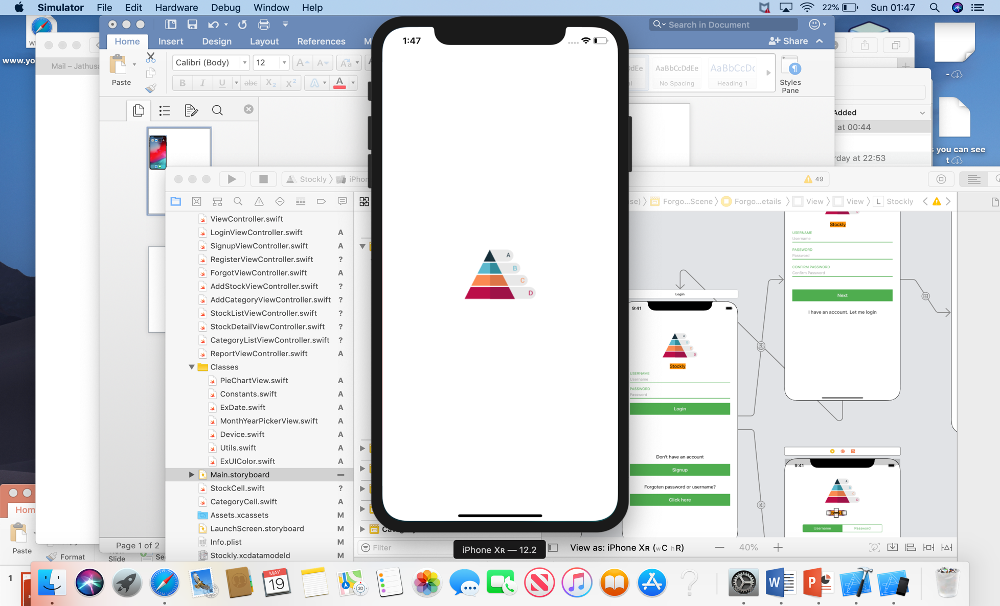 Simulator File Edit Hardware Debug Window Help
22% Sun 01:47
Search in Document
Home Insert Design Layout References M
Share
www.yo
Mail – Jathusa
Paste
Calibri (Body) 12
AaBbCcDdEe
No Spacing
AaBbCcDc
Heading 1
Styles
Pane
Added
at 00:44
rday at 22:53
you can see
t
1:47
A
B
C
D
Stockly iPhon
49
Forgo...Scene Forgo...etails View View L Stockly
ViewController.swift
LoginViewController.swift A
SignupViewController.swift A
RegisterViewController.swift ?
ForgotViewController.swift A
AddStockViewController.swift ?
AddCategoryViewController.swift ?
StockListViewController.swift ?
StockDetailViewController.swift ?
CategoryListViewController.swift ?
ReportViewController.swift A
Classes
PieChartView.swift A
Constants.swift A
ExDate.swift A
MonthYearPickerView.swift A
Device.swift A
Utils.swift A
ExUIColor.swift A
Main.storyboard –
StockCell.swift ?
CategoryCell.swift A
Assets.xcassets M
LaunchScreen.storyboard M
Info.plist M
Stockly.xcdatamodeld M
Filter
Page 1 of 2
Login
9:41
A
B
C
D
Stockly
USERNAME
Username
PASSWORD
Password
Login
Don't have an account
Signup
Forgoten password or username?
Click here
Stockly
USERNAME
Username
PASSWORD
Password
CONFIRM PASSWORD
Confirm Password
Next
I have an account. Let me login
9:41
A
B
C
D
Username Password
iPhone XR — 12.2
View as: iPhone XR (wC hR)
40%
Hom
Paste
Format
Slide
1
MAY
19
3D
W
P